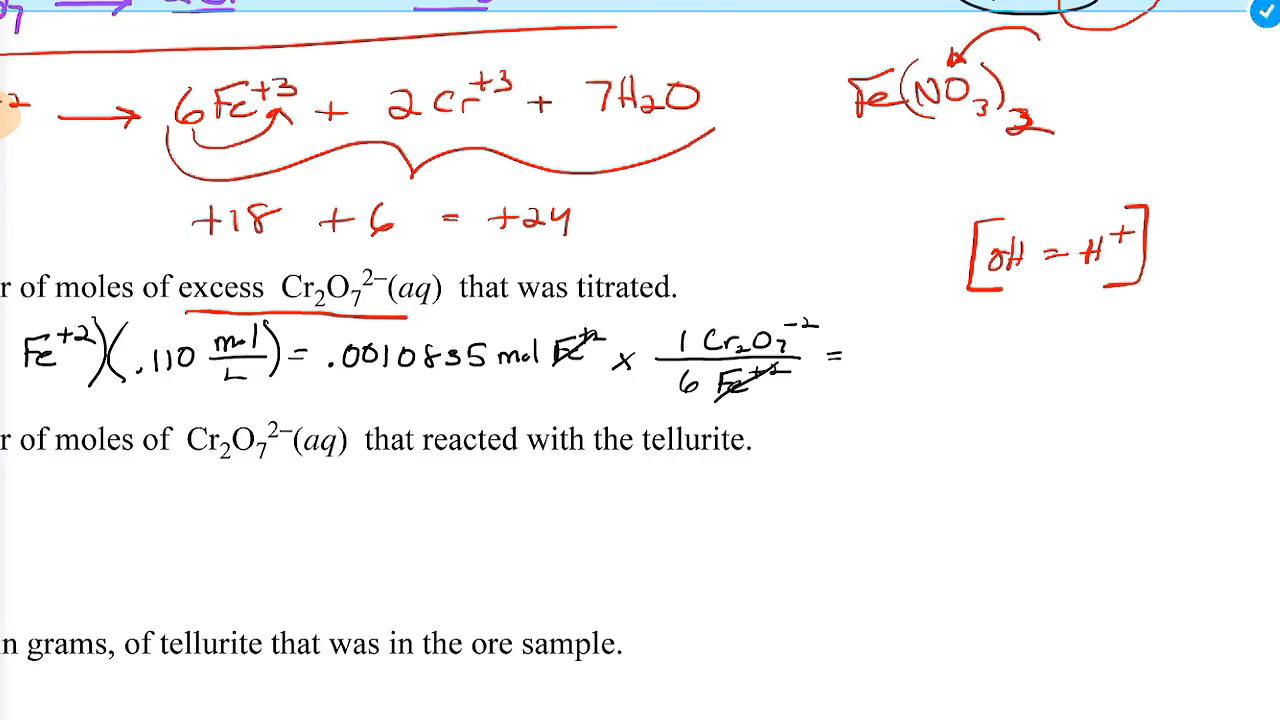 6Fe+3 + 2Cr+3 + 7H2O
Fe(NO3)3
+18 + 6 = +24
[OH = H+]
r of moles of excess Cr₂O₇²⁻(aq) that was titrated.
Fe+2)(.110 mol/L) = .0010835 mol Fe+2 x 1 Cr2O7-2 / 6 Fe+2 =
r of moles of Cr₂O₇²⁻(aq) that reacted with the tellurite.
n grams, of tellurite that was in the ore sample.